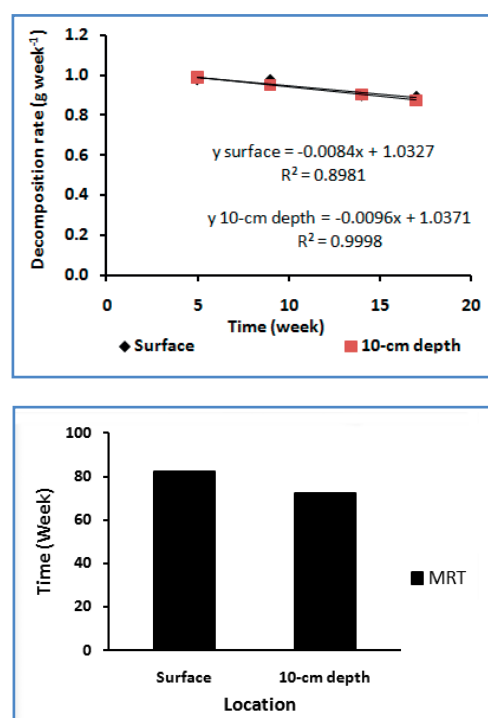 1.2
1.0
0.8
0.6
0.4
0.2
0.0
Decomposition rate (g week⁻¹)
y surface = -0.0084x + 1.0327
R² = 0.8981
y 10-cm depth = -0.0096x + 1.0371
R² = 0.9998
0 5 10 15 20
Time (week)
Surface 10-cm depth
100
80
60
40
20
0
Time (Week)
MRT
Surface 10-cm depth
Location